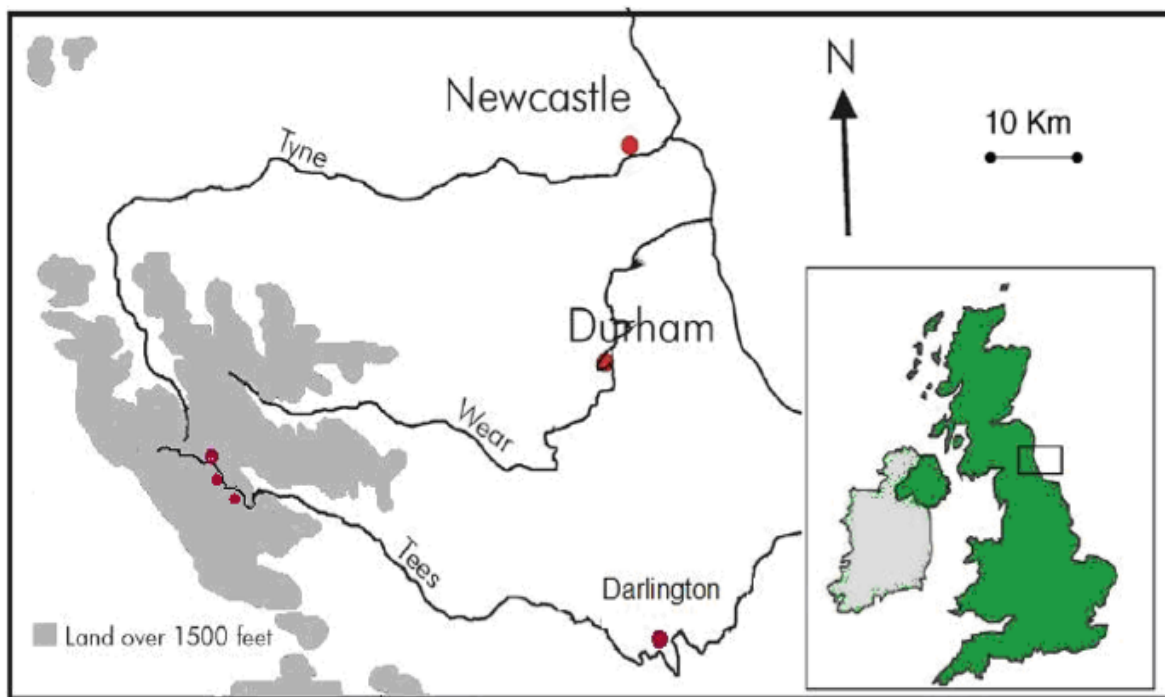 N
Newcastle
10 Km
Tyne
Durham
Wear
Tees
Darlington
Land over 1500 feet